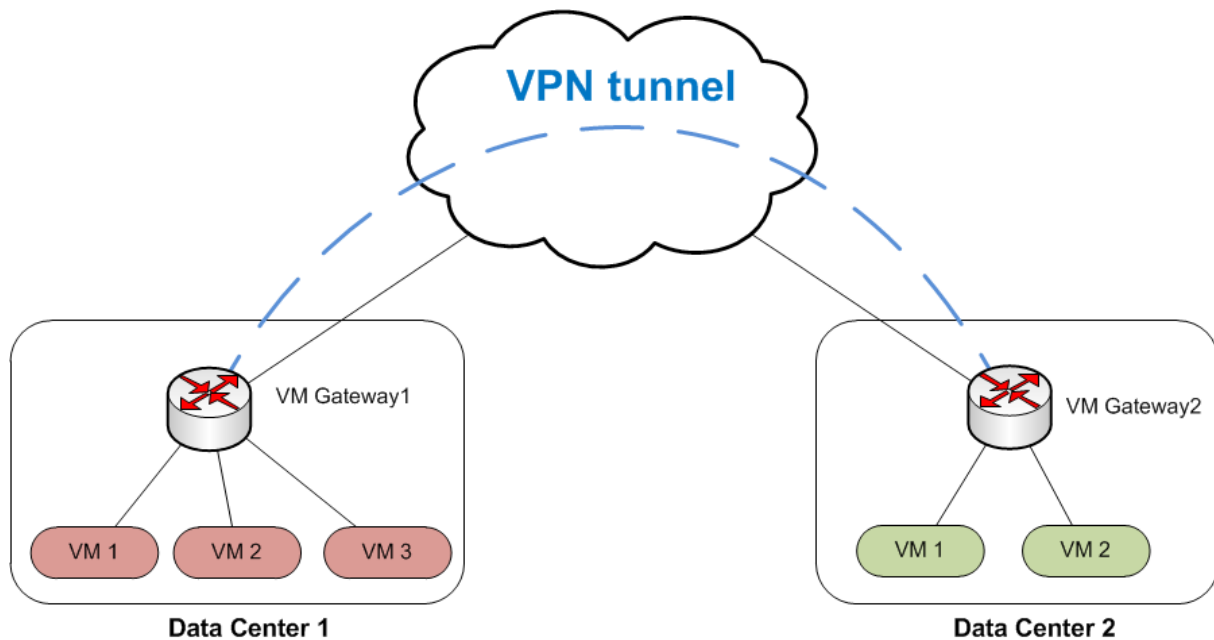 VPN tunnel
VM Gateway1
VM Gateway2
VM 1
VM 2
VM 3
VM 1
VM 2
Data Center 1
Data Center 2